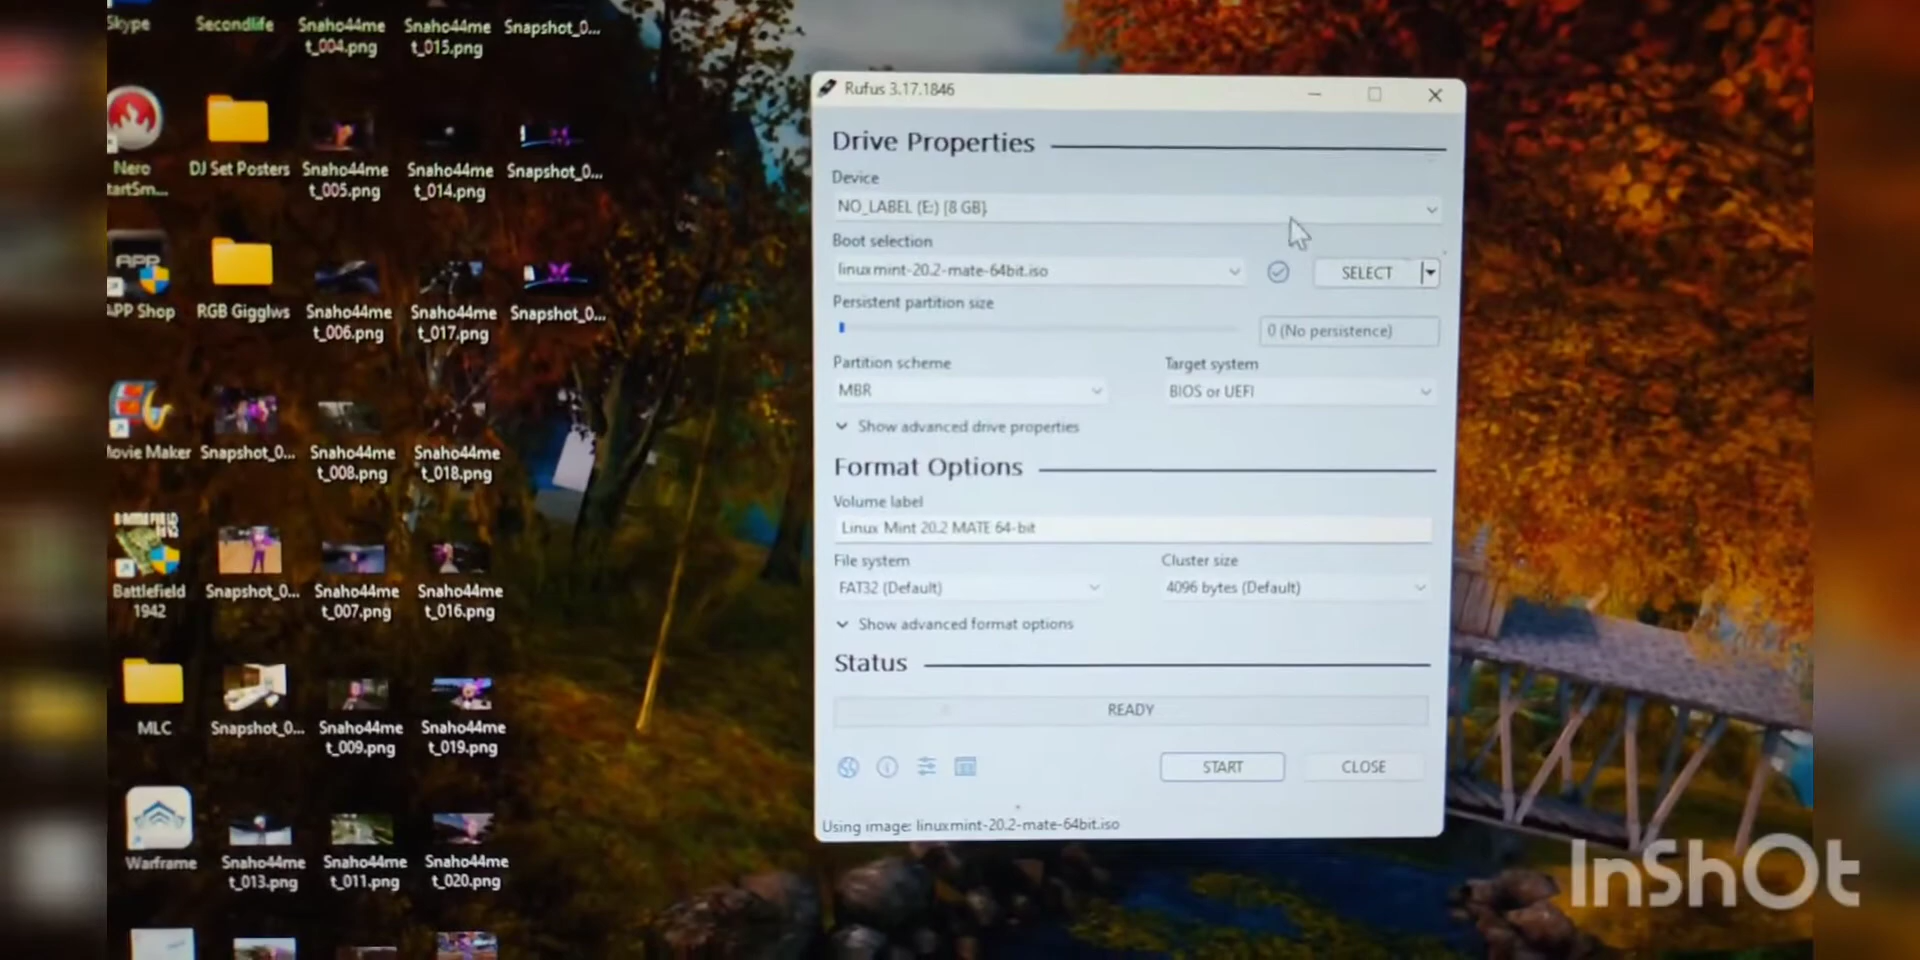 Skype
Secondlife
Snaho44me
t_004.png
Snaho44me
t_015.png
Snapshot_0...
Nero
tartSm...
DJ Set Posters
Snaho44me
t_005.png
Snaho44me
t_014.png
Snapshot_0...
APP
APP Shop
RGB Gigglws
Snaho44me
t_006.png
Snaho44me
t_017.png
Snapshot_0...
Movie Maker
Snapshot_0...
Snaho44me
t_008.png
Snaho44me
t_018.png
Battlefield
1942
Snapshot_0...
Snaho44me
t_007.png
Snaho44me
t_016.png
MLC
Snapshot_0...
Snaho44me
t_009.png
Snaho44me
t_019.png
Warframe
Snaho44me
t_013.png
Snaho44me
t_011.png
Snaho44me
t_020.png
Rufus 3.17.1846
Drive Properties
Device
NO_LABEL (E:) [8 GB]
Boot selection
linuxmint-20.2-mate-64bit.iso
SELECT
Persistent partition size
0 (No persistence)
Partition scheme
Target system
MBR
BIOS or UEFI
Show advanced drive properties
Format Options
Volume label
Linux Mint 20.2 MATE 64-bit
File system
Cluster size
FAT32 (Default)
4096 bytes (Default)
Show advanced format options
Status
READY
START
CLOSE
Using image: linuxmint-20.2-mate-64bit.iso
InShOt